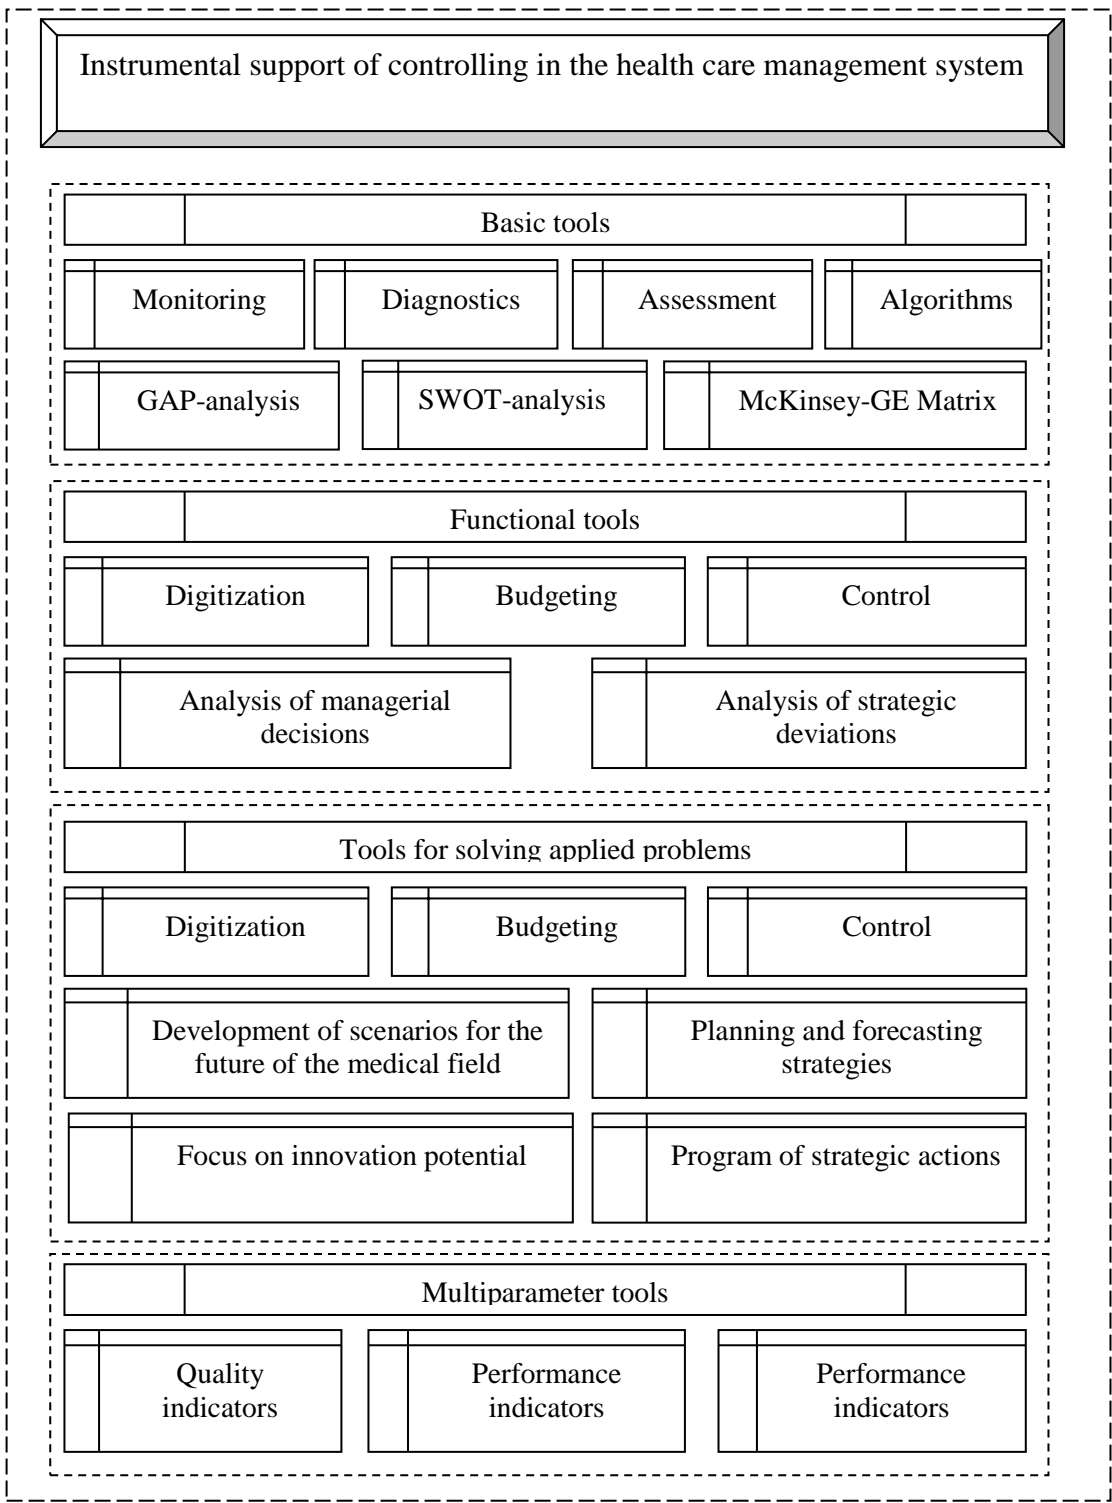 Instrumental support of controlling in the health care management system
Basic tools
Monitoring
Diagnostics
Assessment
Algorithms
GAP-analysis
SWOT-analysis
McKinsey-GE Matrix
Functional tools
Digitization
Budgeting
Control
Analysis of managerial
decisions
Analysis of strategic
deviations
Tools for solving applied problems
Digitization
Budgeting
Control
Development of scenarios for the
future of the medical field
Planning and forecasting
strategies
Focus on innovation potential
Program of strategic actions
Multiparameter tools
Quality
indicators
Performance
indicators
Performance
indicators